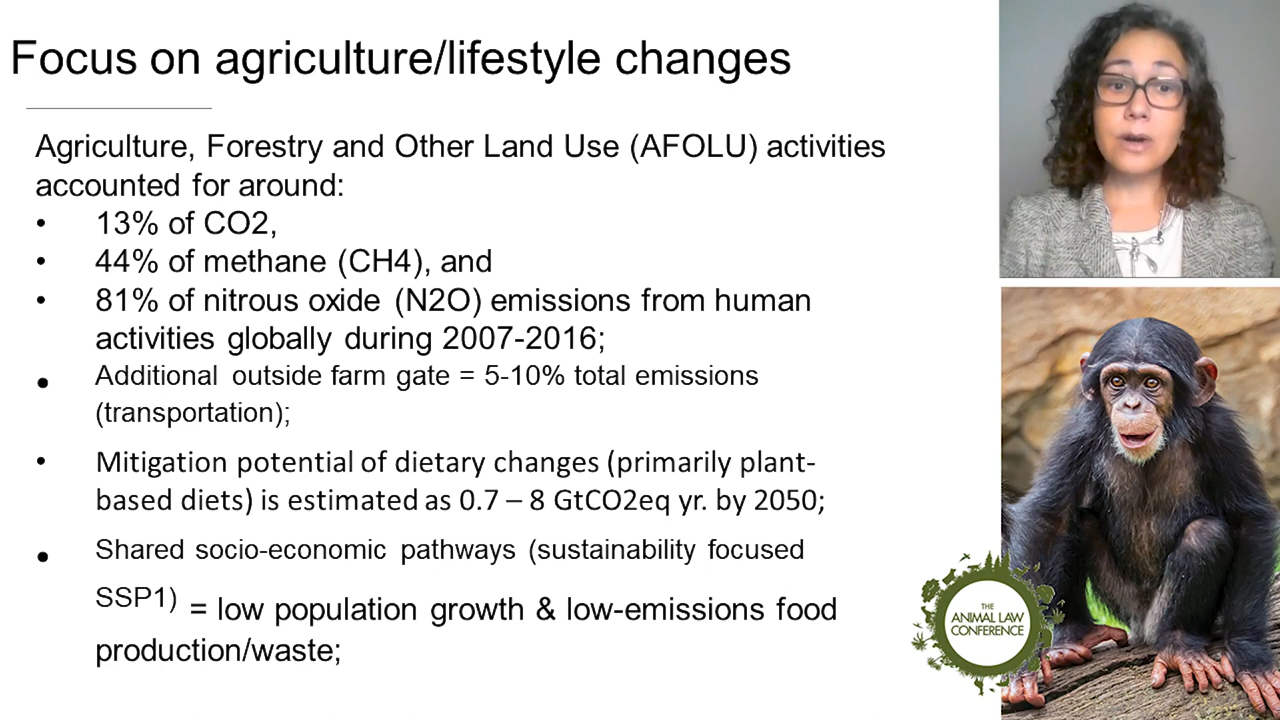 Focus on agriculture/lifestyle changes
Agriculture, Forestry and Other Land Use (AFOLU) activities
accounted for around:
• 13% of CO2,
• 44% of methane (CH4), and
• 81% of nitrous oxide (N2O) emissions from human
activities globally during 2007-2016;
• Additional outside farm gate = 5-10% total emissions
(transportation);
• Mitigation potential of dietary changes (primarily plant-
based diets) is estimated as 0.7 – 8 GtCO2eq yr. by 2050;
• Shared socio-economic pathways (sustainability focused
SSP1) = low population growth & low-emissions food
production/waste;
THE
ANIMAL LAW
CONFERENCE